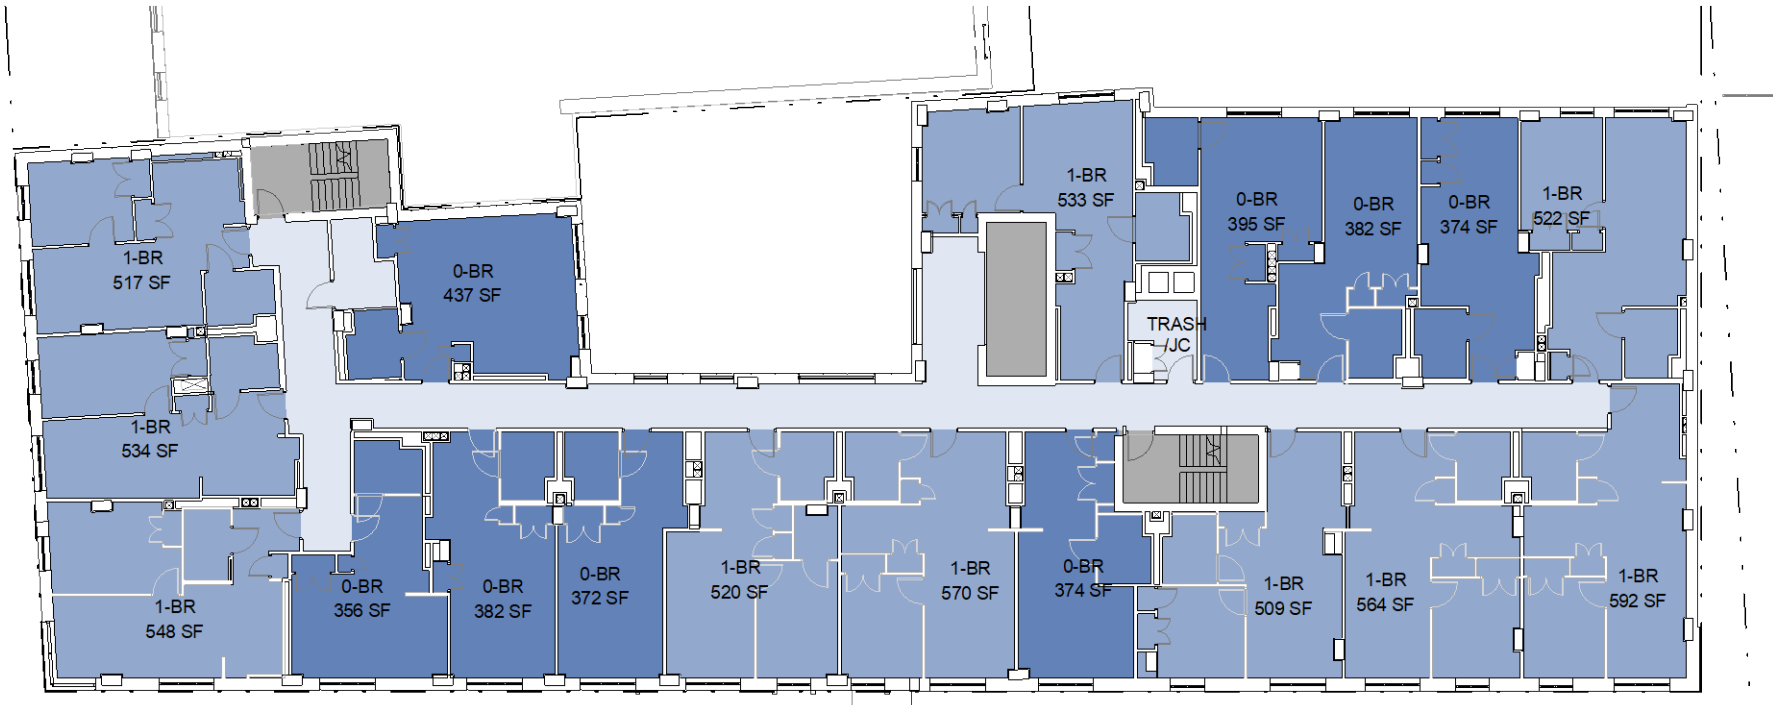 1-BR
517 SF
0-BR
437 SF
1-BR
533 SF
0-BR
395 SF
0-BR
382 SF
0-BR
374 SF
1-BR
522 SF
TRASH
/JC
1-BR
534 SF
1-BR
548 SF
0-BR
356 SF
0-BR
382 SF
0-BR
372 SF
1-BR
520 SF
1-BR
570 SF
0-BR
374 SF
1-BR
509 SF
1-BR
564 SF
1-BR
592 SF